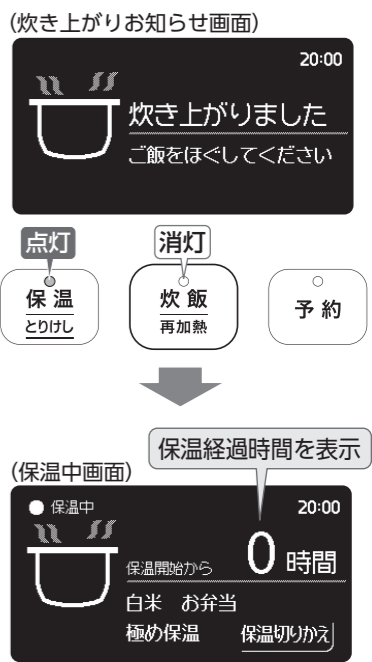 (炊き上がりお知らせ画面)
20:00
炊き上がりました
ご飯をほぐしてください
点灯
消灯
保温
とりけし
炊飯
再加熱
予約
保温経過時間を表示
(保温中画面)
保温中
20:00
保温開始から 0 時間
白米 お弁当
極め保温 保温切りかえ